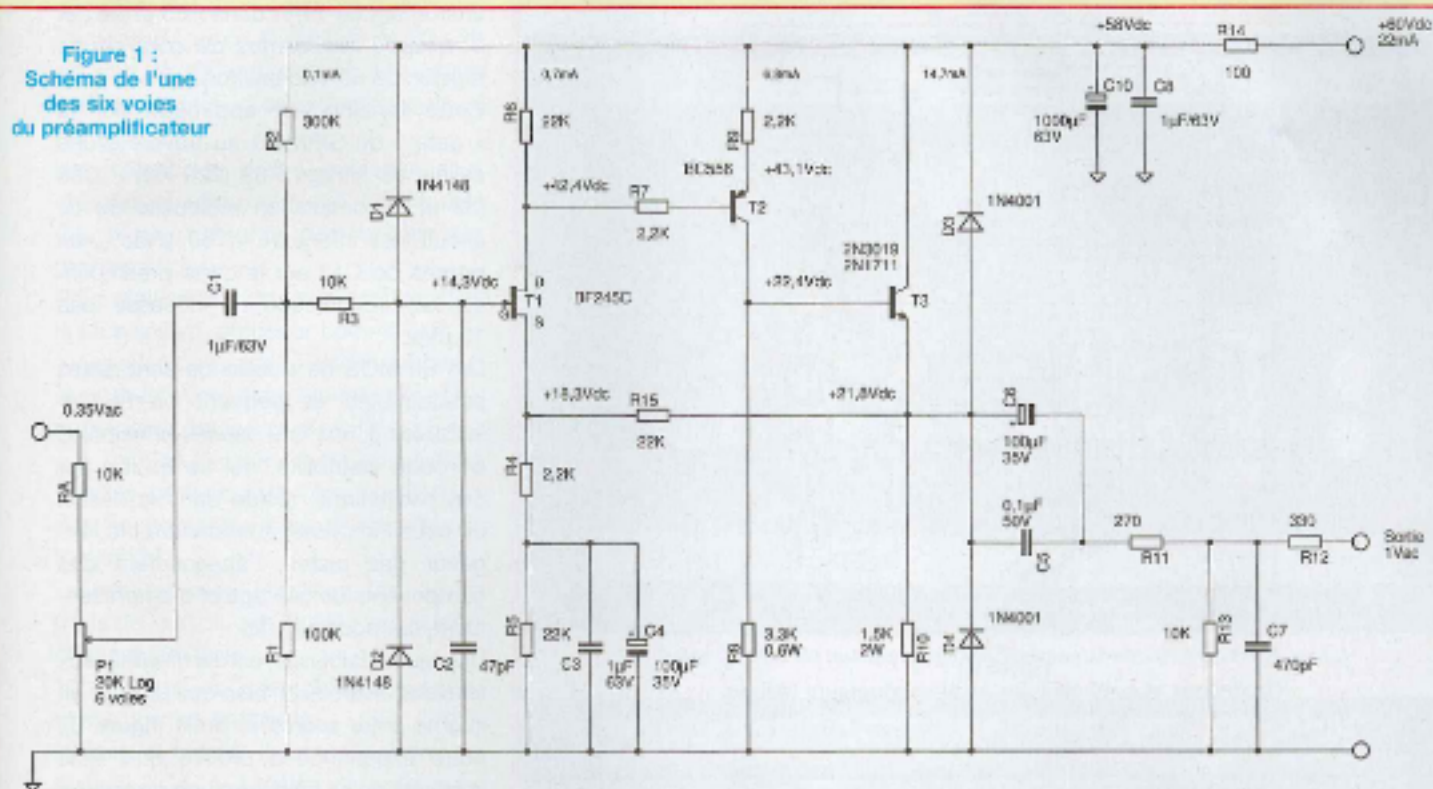 Figure 1 :
Schéma de l'une
des six voies
du préamplificateur
+58Vdc
R14
100
+60Vdc
22mA
0,1mA
0,7mA
6,8mA
14,7mA
R2
300K
R6
22K
2,2K
C10
1000µF
63V
C8
1µF/63V
1N4148
D1
+42,4Vdc
R7
2,2K
+43,1Vdc
T2
1N4001
D3
2N3019
2N1711
C1
1µF/63V
10K
R3
+14,3Vdc
D
T1
G
S
BF245C
+22,4Vdc
T3
0,35Vac
RA
10K
+16,3Vdc
R15
22K
+21,8Vdc
100µF
35V
R4
2,2K
0,1µF
50V
270
R11
330
R12
Sortie
1Vac
P1
20K Log
6 voies
R1
100K
D2
1N4148
C2
47pF
R5
22K
C3
1µF
63V
C4
100µF
35V
3,3K
0,6W
1,5K
2W
R10
D4
1N4001
10K
R13
C7
470pF